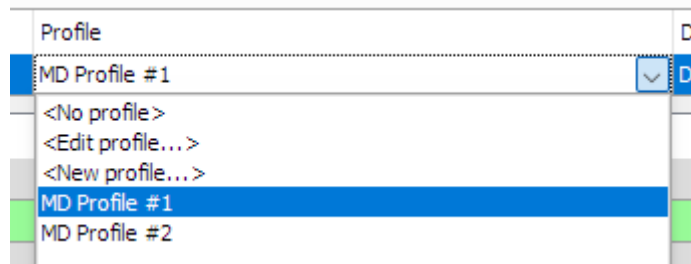 Profile
MD Profile #1
<No profile>
<Edit profile...>
<New profile...>
MD Profile #1
MD Profile #2